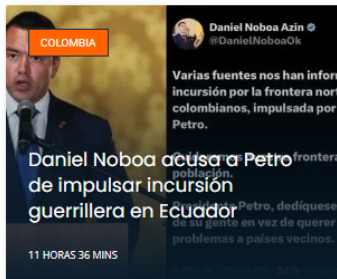 COLOMBIA
Daniel Noboa Azin
@DanielNoboaOk
Varias fuentes nos han infor
incursión por la frontera nor
colombianos, impulsada por
Petro.
frontera
población.
Presidente Petro, dedíquese
de su gente en vez de querer
problemas a países vecinos.
Daniel Noboa acusa a Petro
de impulsar incursión
guerrillera en Ecuador
11 HORAS 36 MINS